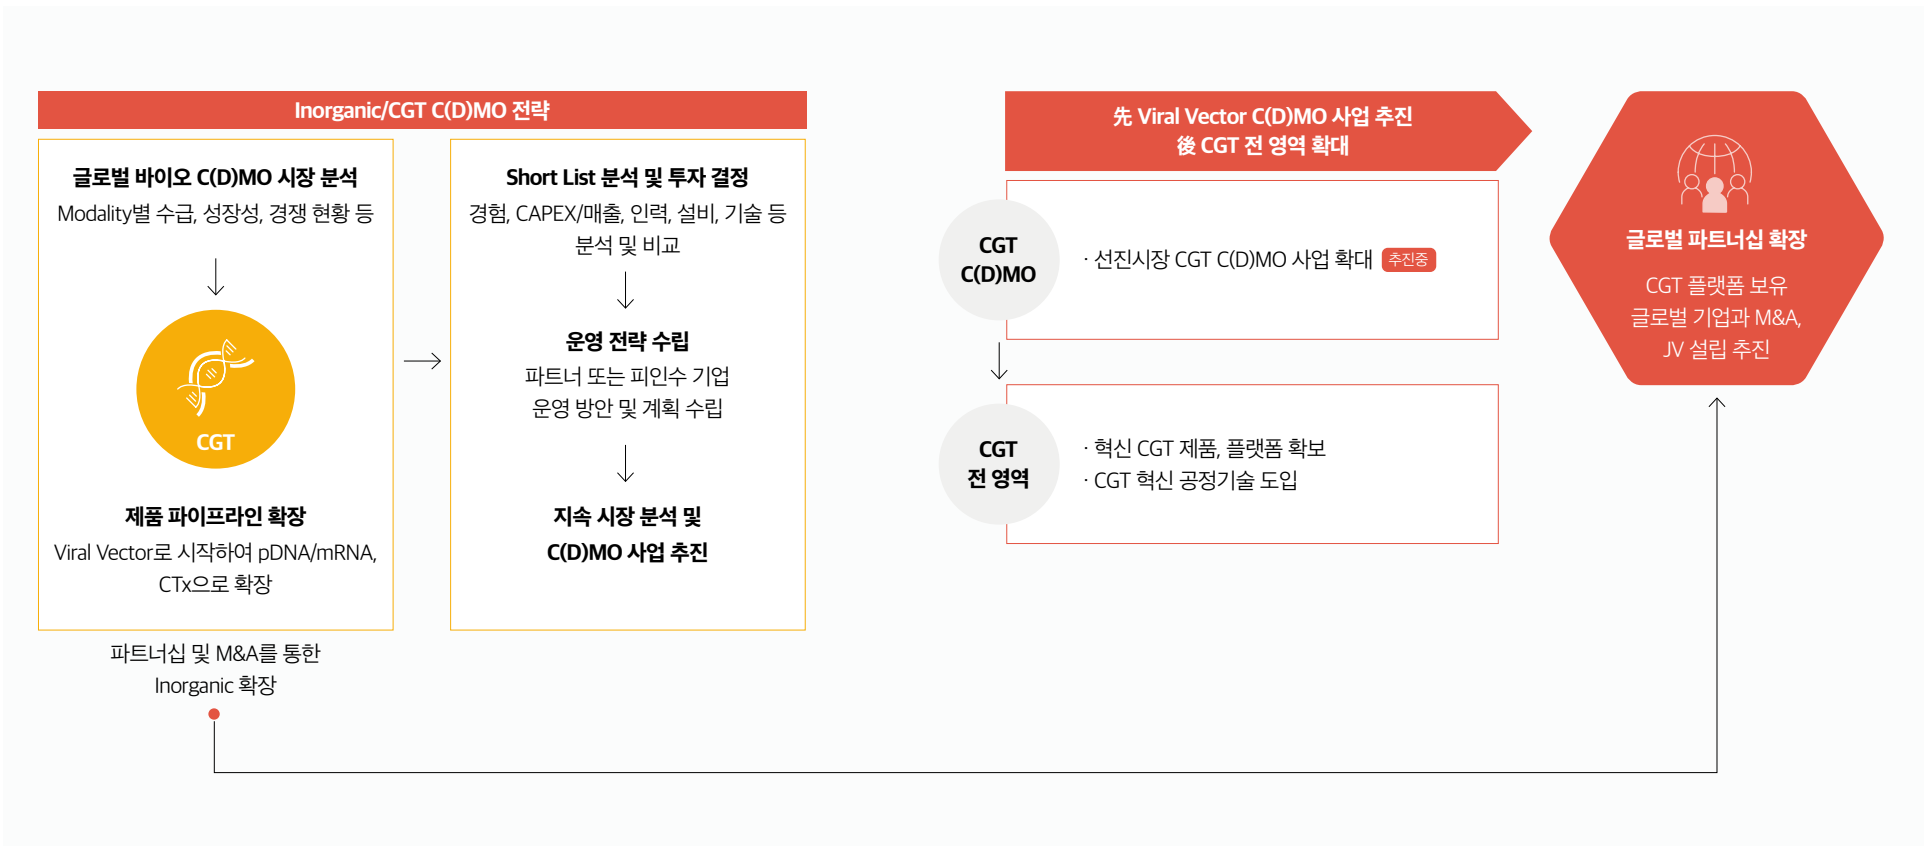 Inorganic/CGT C(D)MO 전략
글로벌 바이오 C(D)MO 시장 분석
Modality별 수급, 성장성, 경쟁 현황 등
CGT
제품 파이프라인 확장
Viral Vector로 시작하여 pDNA/mRNA,
CTx으로 확장
파트너십 및 M&A를 통한
Inorganic 확장
Short List 분석 및 투자 결정
경험, CAPEX/매출, 인력, 설비, 기술 등
분석 및 비교
운영 전략 수립
파트너 또는 피인수 기업
운영 방안 및 계획 수립
지속 시장 분석 및
C(D)MO 사업 추진
先 Viral Vector C(D)MO 사업 추진
後 CGT 전 영역 확대
CGT
C(D)MO
· 선진시장 CGT C(D)MO 사업 확대 추진중
CGT
전 영역
· 혁신 CGT 제품, 플랫폼 확보
· CGT 혁신 공정기술 도입
글로벌 파트너십 확장
CGT 플랫폼 보유
글로벌 기업과 M&A,
JV 설립 추진